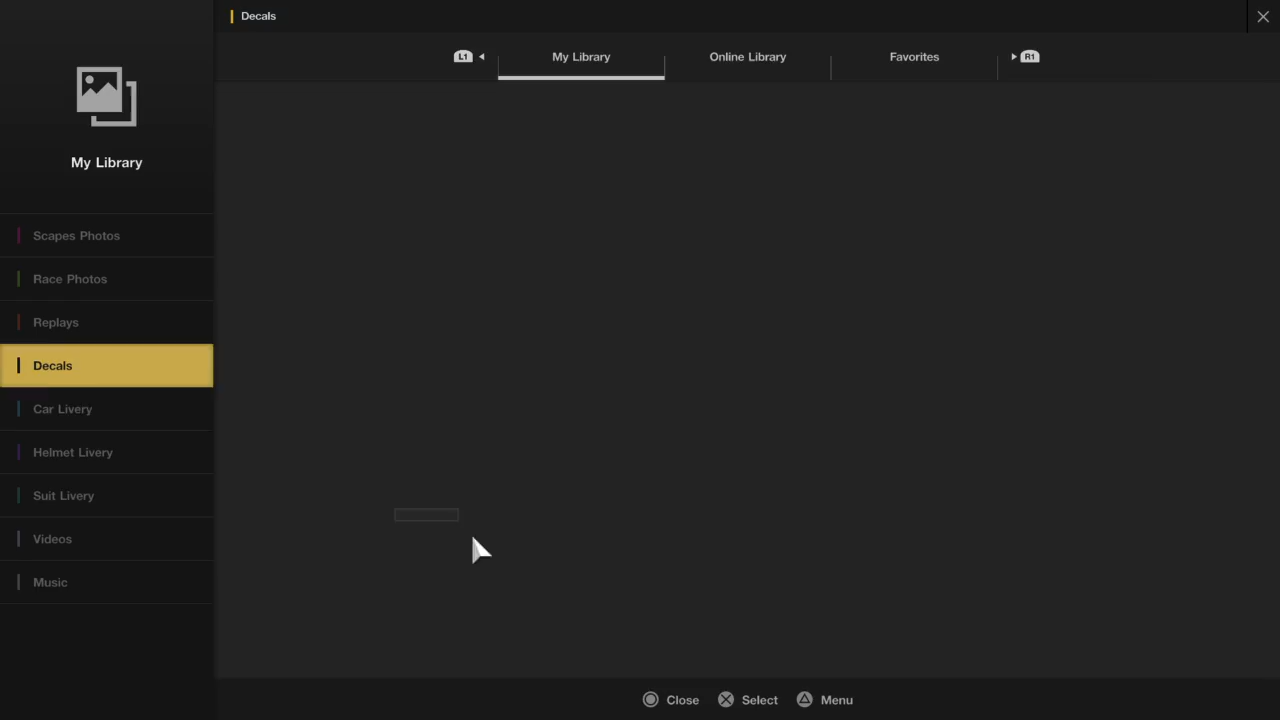 Decals
L1
My Library
Online Library
Favorites
R1
My Library
Scapes Photos
Race Photos
Replays
Decals
Car Livery
Helmet Livery
Suit Livery
Videos
Music
Close
Select
Menu